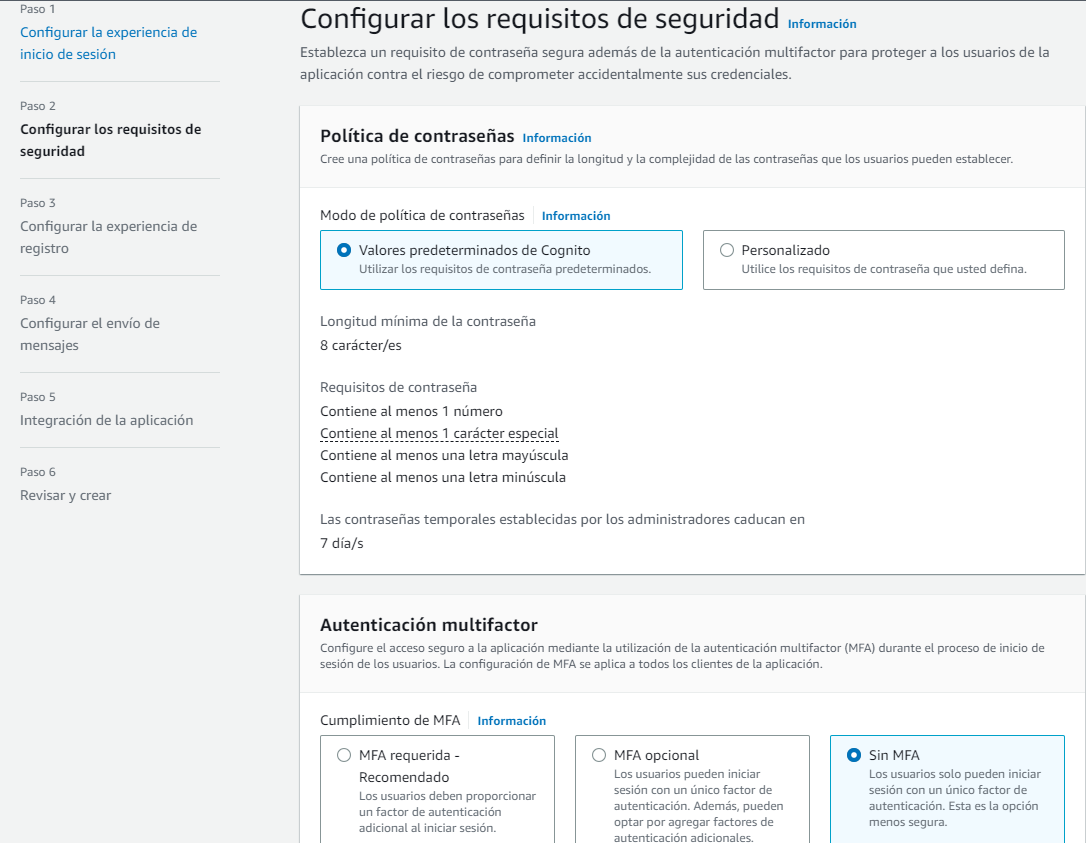 Paso 1
Configurar la experiencia de
inicio de sesión
Paso 2
Configurar los requisitos de
seguridad
Paso 3
Configurar la experiencia de
registro
Paso 4
Configurar el envío de
mensajes
Paso 5
Integración de la aplicación
Paso 6
Revisar y crear
Configurar los requisitos de seguridad Información
Establezca un requisito de contraseña segura además de la autenticación multifactor para proteger a los usuarios de la
aplicación contra el riesgo de comprometer accidentalmente sus credenciales.
Política de contraseñas Información
Cree una política de contraseñas para definir la longitud y la complejidad de las contraseñas que los usuarios pueden establecer.
Modo de política de contraseñas Información
Valores predeterminados de Cognito
Utilizar los requisitos de contraseña predeterminados.
Personalizado
Utilice los requisitos de contraseña que usted defina.
Longitud mínima de la contraseña
8 carácter/es
Requisitos de contraseña
Contiene al menos 1 número
Contiene al menos 1 carácter especial
Contiene al menos una letra mayúscula
Contiene al menos una letra minúscula
Las contraseñas temporales establecidas por los administradores caducan en
7 día/s
Autenticación multifactor
Configure el acceso seguro a la aplicación mediante la utilización de la autenticación multifactor (MFA) durante el proceso de inicio de
sesión de los usuarios. La configuración de MFA se aplica a todos los clientes de la aplicación.
Cumplimiento de MFA Información
MFA requerida -
Recomendado
Los usuarios deben proporcionar
un factor de autenticación
adicional al iniciar sesión.
MFA opcional
Los usuarios pueden iniciar
sesión con un único factor de
autenticación. Además, pueden
optar por agregar factores de
autenticación adicionales.
Sin MFA
Los usuarios solo pueden iniciar
sesión con un único factor de
autenticación. Esta es la opción
menos segura.